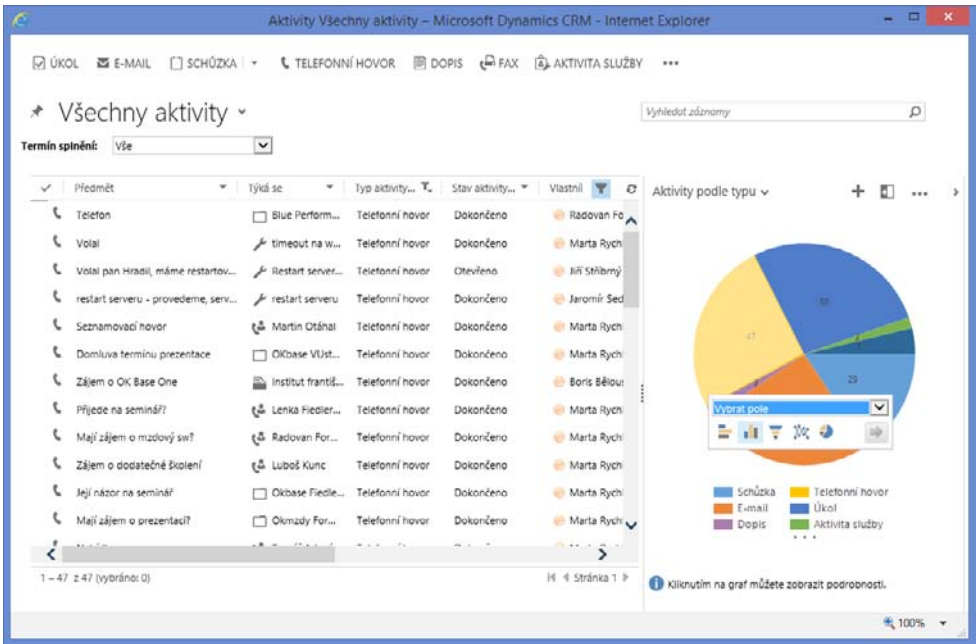 Aktivity Všechny aktivity – Microsoft Dynamics CRM - Internet Explorer
ÚKOL E-MAIL SCHŮZKA TELEFONNÍ HOVOR DOPIS FAX AKTIVITA SLUŽBY •••
Všechny aktivity
Vyhledat záznamy
Termín splnění: Vše
Předmět Týká se Typ aktivity... Stav aktivity... Vlastník
Aktivity podle typu
Telefon Blue Perform... Telefonní hovor Dokončeno Radovan Fo
Volal timeout na w... Telefonní hovor Dokončeno Marta Rych
Volal pan Hradil, máme restartov... Restart server... Telefonní hovor Otevřeno Jiří Stříbrný
restart serveru - provedeme, serv... restart serveru Telefonní hovor Dokončeno Jaromír Sed
Seznamovací hovor Martin Otáhal Telefonní hovor Dokončeno Marta Rych
Domluva termínu prezentace OKbase VÚst... Telefonní hovor Dokončeno Marta Rych
Zájem o OK Base One Institut františ... Telefonní hovor Dokončeno Boris Bělous
Přijede na seminář? Lenka Fiedler... Telefonní hovor Dokončeno Marta Rych
Mají zájem o mzdový sw? Radovan For... Telefonní hovor Dokončeno Marta Rych
Zájem o dodatečné školení Luboš Kunc Telefonní hovor Dokončeno Marta Rych
Její názor na seminář Okbase Fiedle... Telefonní hovor Dokončeno Marta Rych
Mají zájem o prezentaci? Okmzdy For... Telefonní hovor Dokončeno Marta Rych
47
29
Vybrat pole
Schůzka Telefonní hovor
E-mail Úkol
Dopis Aktivita služby
1 – 47 z 47 (vybráno: 0)
Stránka 1
Kliknutím na graf můžete zobrazit podrobnosti.
100%